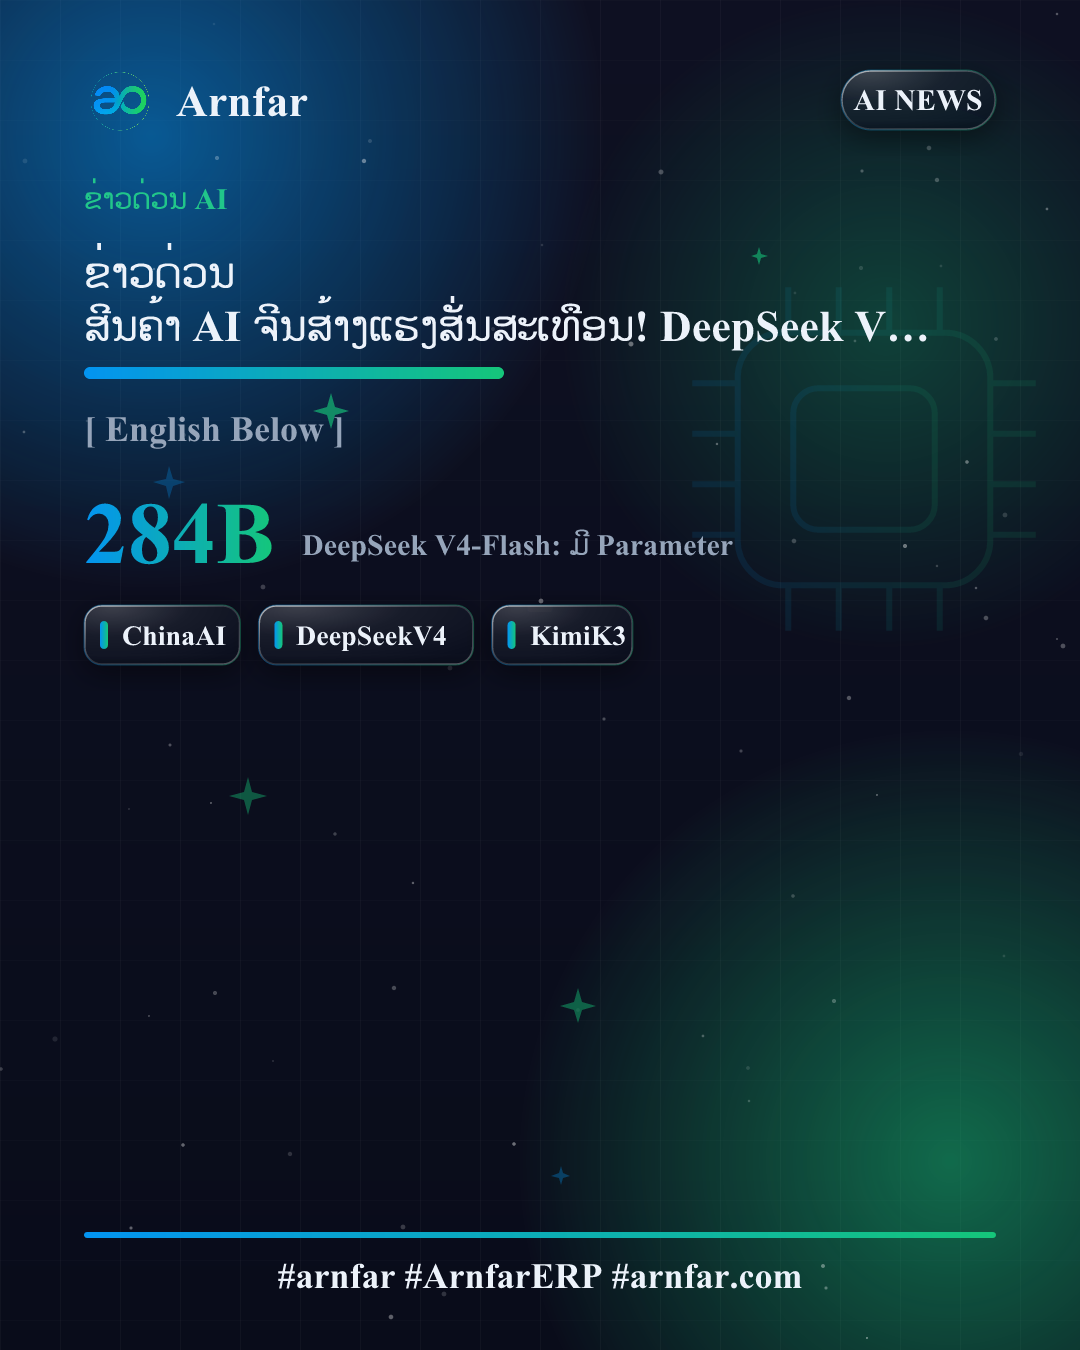 Arnfar
AI NEWS
ຂ່າວດ່ວນ AI
ຂ່າວດ່ວນ
ສິນຄ້າ AI ຈີນສ້າງແຮງສັ່ນສະເທືອນ! DeepSeek V...
[ English Below ]
284B DeepSeek V4-Flash: ມີ Parameter
ChinaAI DeepSeekV4 KimiK3
#arnfar #ArnfarERP #arnfar.com